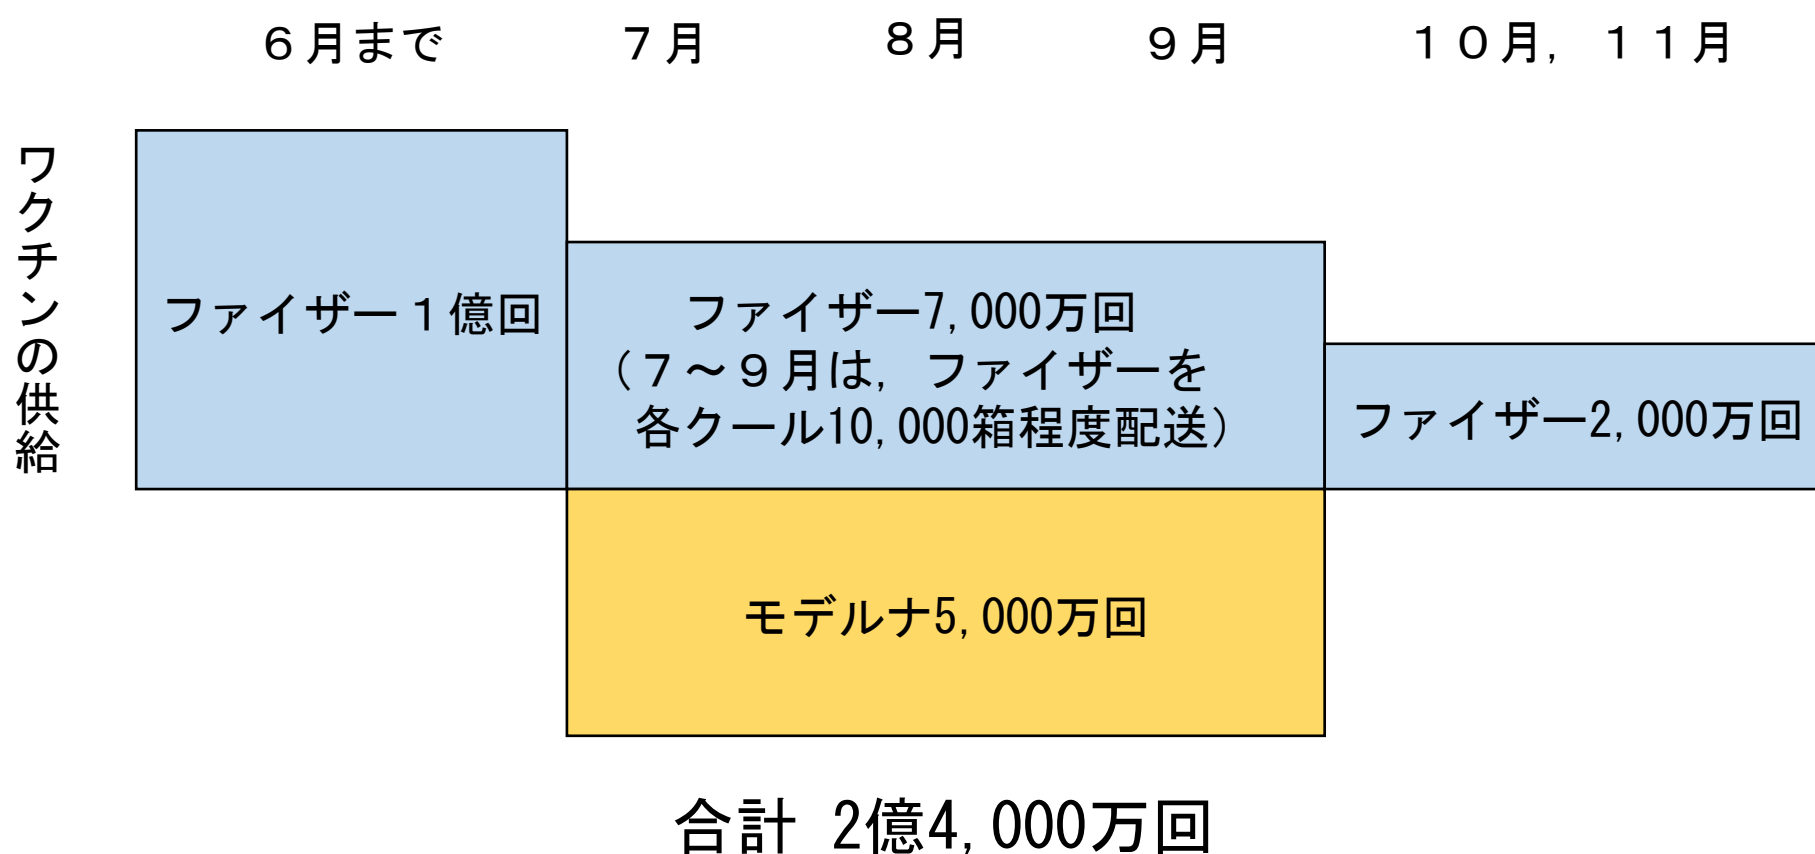 ６月まで
７月
８月
９月
１０月，１１月
ワクチンの供給
ファイザー１億回
ファイザー7,000万回
（７～９月は，ファイザーを
各クール10,000箱程度配送）
ファイザー2,000万回
モデルナ5,000万回
合計 2億4,000万回